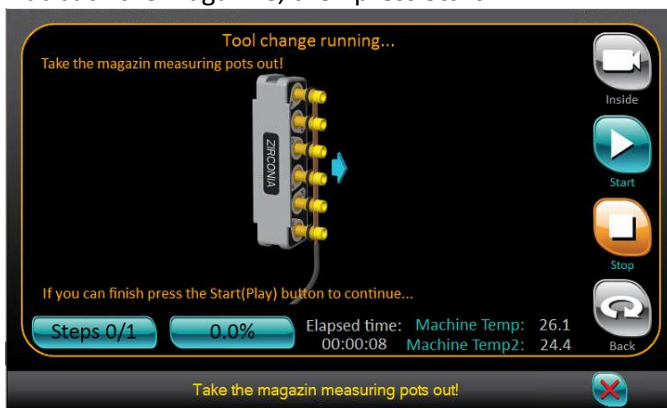 Tool change running...
Take the magazin measuring pots out!
Inside
ZIRCONIA
Start
Stop
If you can finish press the Start(Play) button to continue...
Steps 0/1
0.0%
Elapsed time: Machine Temp: 26.1
00:00:08 Machine Temp2: 24.4
Back
Take the magazin measuring pots out!